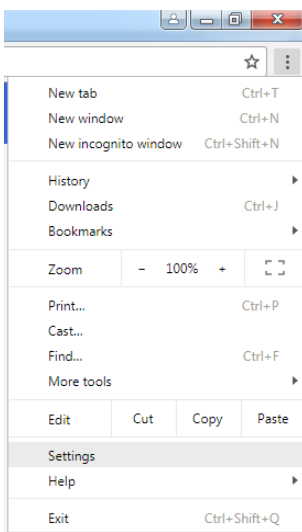 New tab Ctrl+T
New window Ctrl+N
New incognito window Ctrl+Shift+N
History
Downloads Ctrl+J
Bookmarks
Zoom − 100% +
Print... Ctrl+P
Cast...
Find... Ctrl+F
More tools
Edit Cut Copy Paste
Settings
Help
Exit Ctrl+Shift+Q